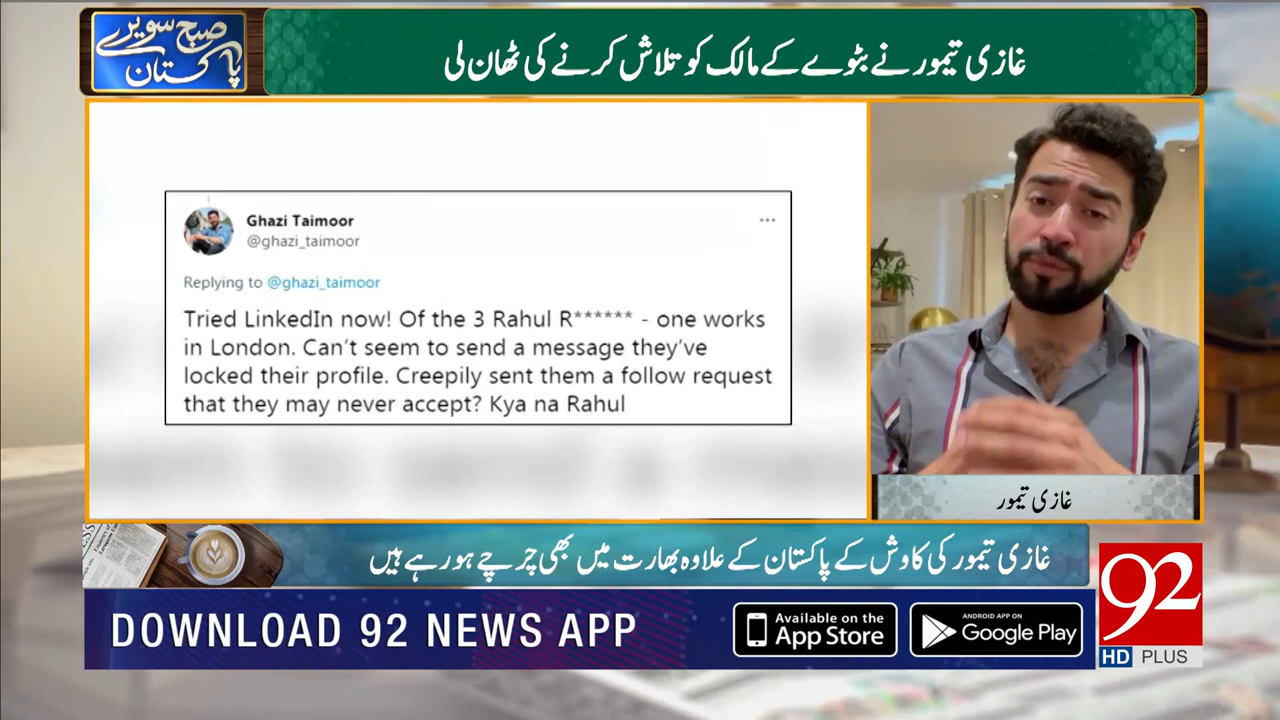 صبح سویرے
پاکستان
غازی تیمور نے بٹوے کے مالک کو تلاش کرنے کی ٹھان لی
Ghazi Taimoor
@ghazi_taimoor
Replying to @ghazi_taimoor
Tried LinkedIn now! Of the 3 Rahul R****** - one works
in London. Can't seem to send a message they've
locked their profile. Creepily sent them a follow request
that they may never accept? Kya na Rahul
غازی تیمور
غازی تیمور کی کاوش کے پاکستان کے علاوہ بھارت میں بھی چرچے ہو رہے ہیں
DOWNLOAD 92 NEWS APP
Available on the
App Store
ANDROID APP ON
Google Play
92
HD PLUS